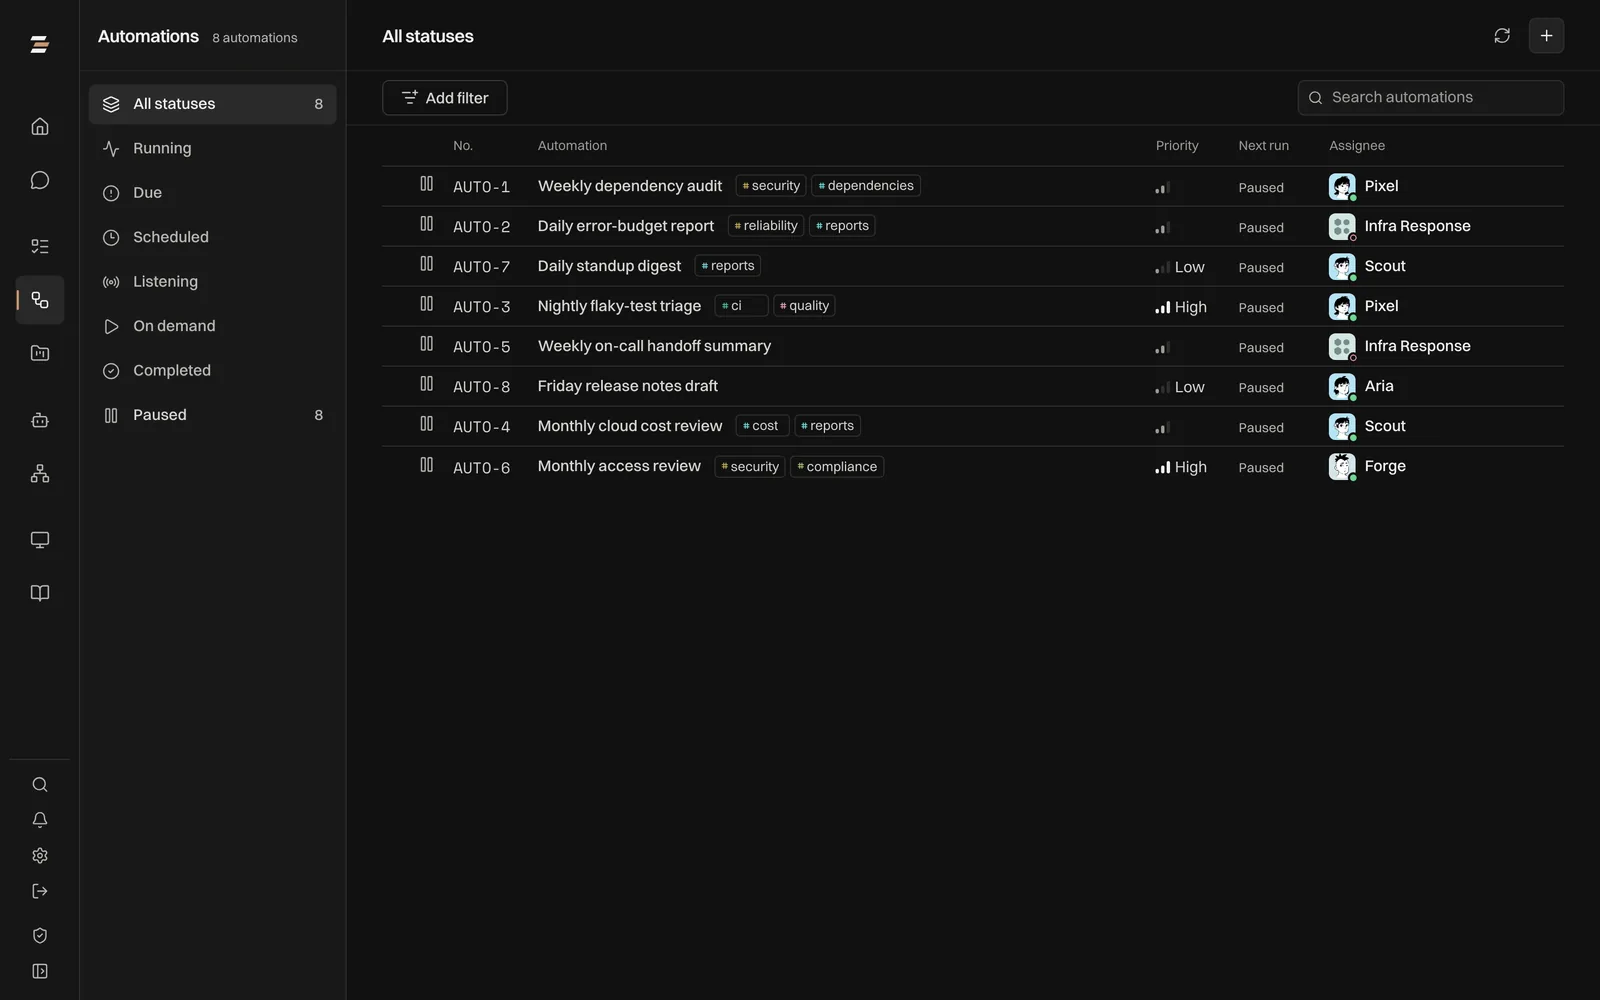 Automations 8 automations
All statuses 8
Running
Due
Scheduled
Listening
On demand
Completed
Paused 8
All statuses
Add filter
Search automations
No. Automation Priority Next run Assignee
AUTO-1 Weekly dependency audit #security #dependencies Paused Pixel
AUTO-2 Daily error-budget report #reliability #reports Paused Infra Response
AUTO-7 Daily standup digest #reports Low Paused Scout
AUTO-3 Nightly flaky-test triage #ci #quality High Paused Pixel
AUTO-5 Weekly on-call handoff summary Paused Infra Response
AUTO-8 Friday release notes draft Low Paused Aria
AUTO-4 Monthly cloud cost review #cost #reports Paused Scout
AUTO-6 Monthly access review #security #compliance High Paused Forge